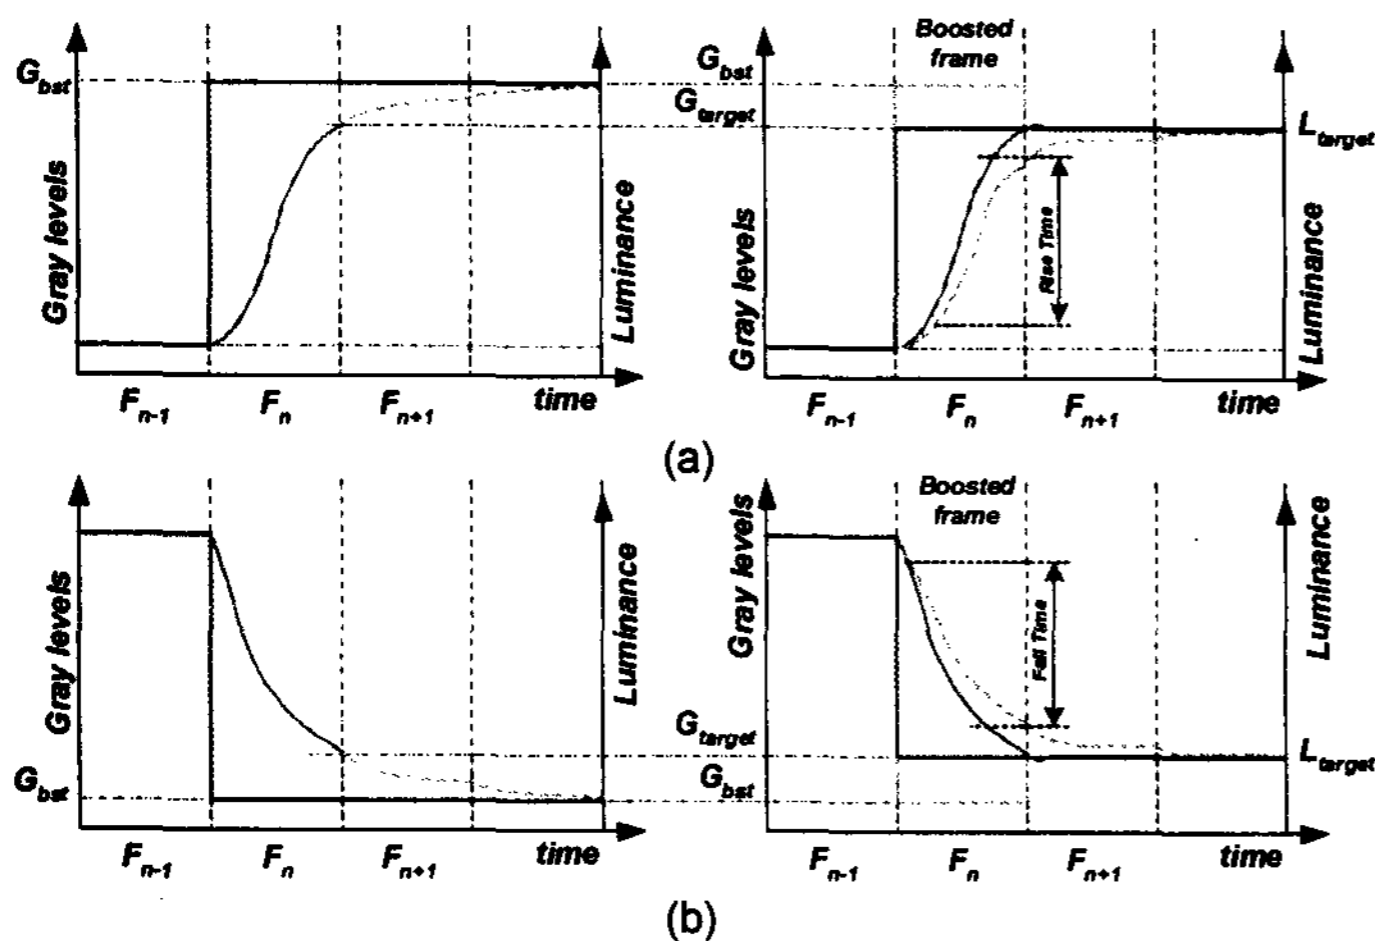 Boosted
frame
G_bst
G_bst
G_target
L_target
Gray levels
Luminance
Gray levels
Rise Time
Luminance
F_n-1 F_n F_n+1 time
F_n-1 F_n F_n+1 time
(a)
Boosted
frame
Gray levels
Luminance
Gray levels
Fall Time
Luminance
G_target
L_target
G_bst
G_bst
F_n-1 F_n F_n+1 time
F_n-1 F_n F_n+1 time
(b)